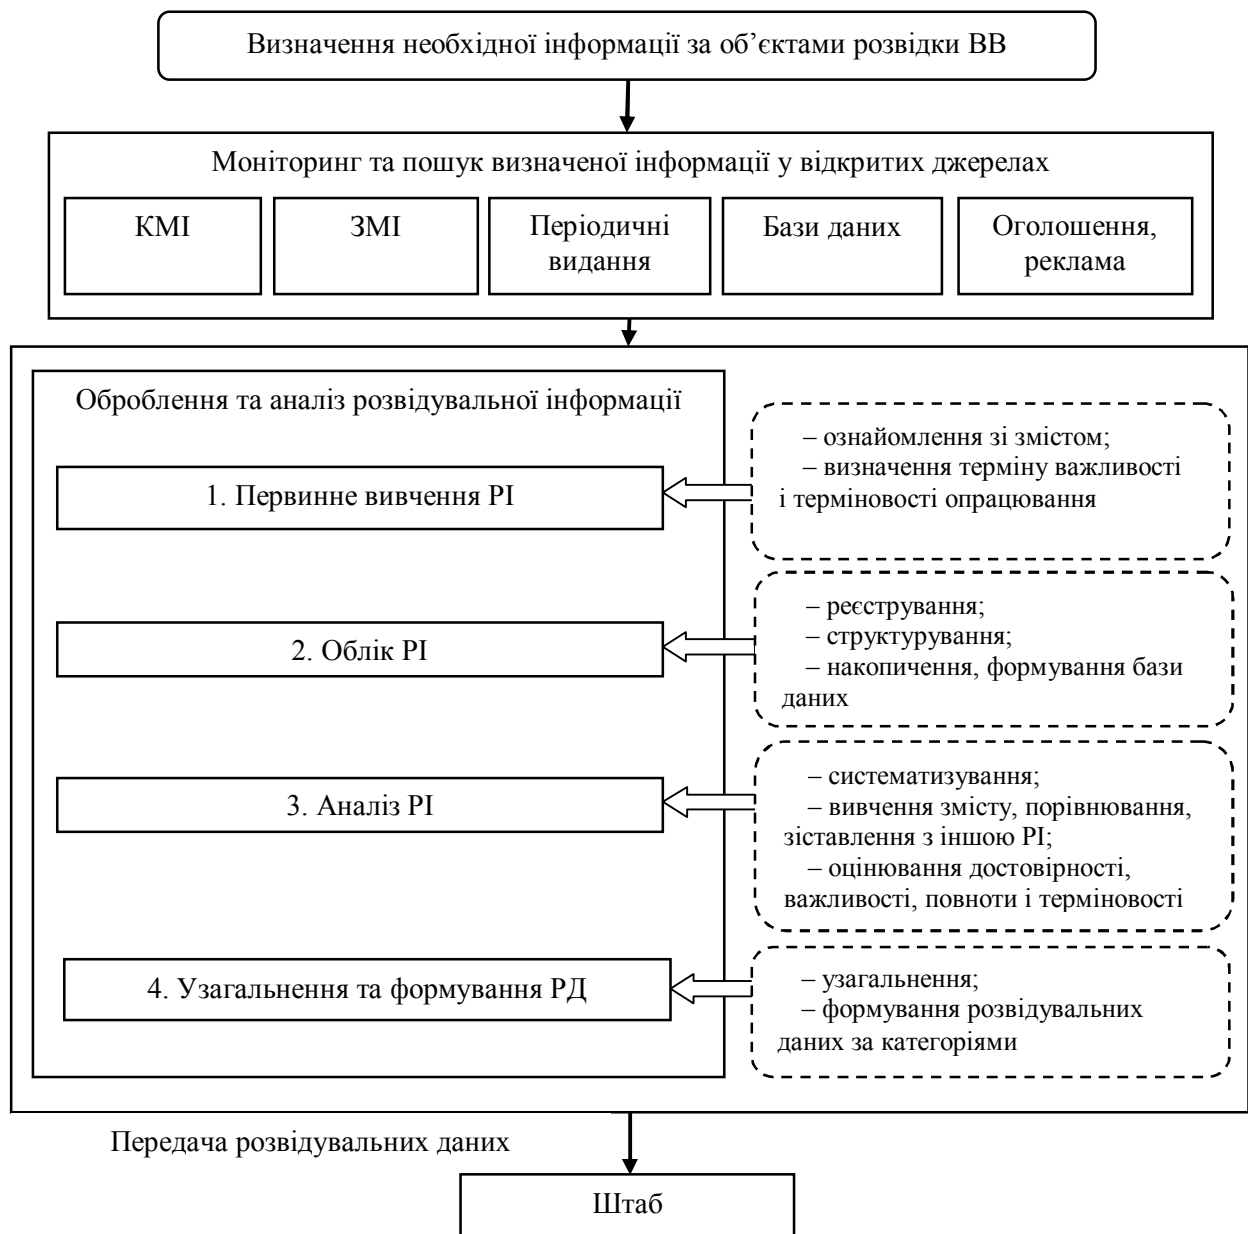 Визначення необхідної інформації за об’єктами розвідки ВВ
Моніторинг та пошук визначеної інформації у відкритих джерелах
КМІ
ЗМІ
Періодичні
видання
Бази даних
Оголошення,
реклама
Оброблення та аналіз розвідувальної інформації
1. Первинне вивчення РІ
– ознайомлення зі змістом;
– визначення терміну важливості
і терміновості опрацювання
2. Облік РІ
– реєстрування;
– структурування;
– накопичення, формування бази
даних
3. Аналіз РІ
– систематизування;
– вивчення змісту, порівнювання,
зіставлення з іншою РІ;
– оцінювання достовірності,
важливості, повноти і терміновості
4. Узагальнення та формування РД
– узагальнення;
– формування розвідувальних
даних за категоріями
Передача розвідувальних даних
Штаб